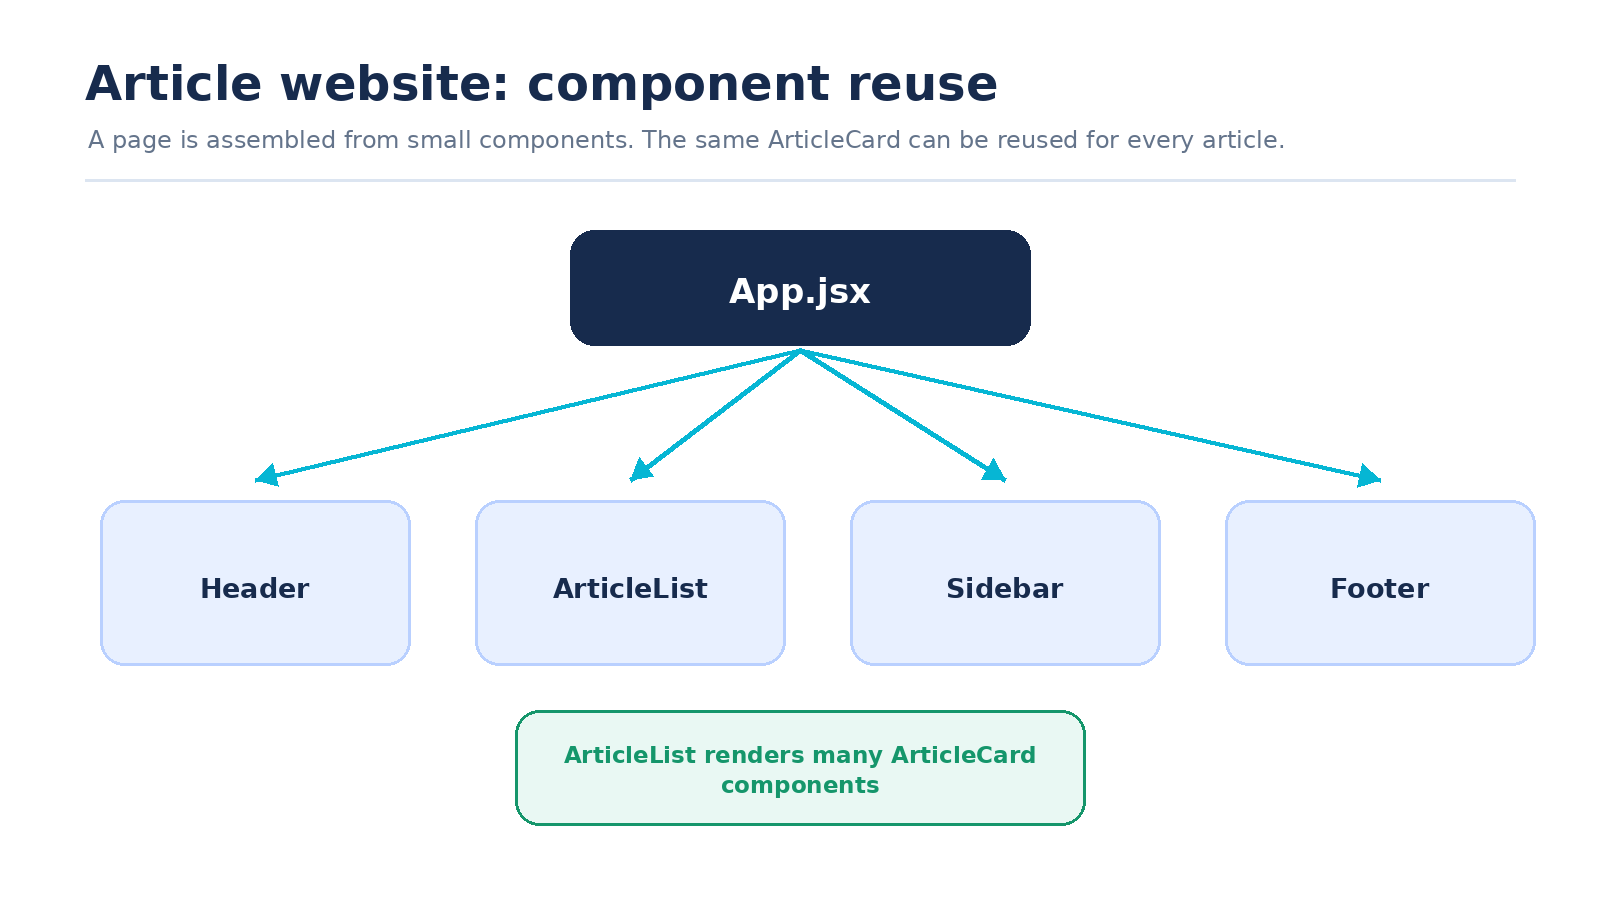 Article website: component reuse
A page is assembled from small components. The same ArticleCard can be reused for every article.
App.jsx
Header
ArticleList
Sidebar
Footer
ArticleList renders many ArticleCard
components